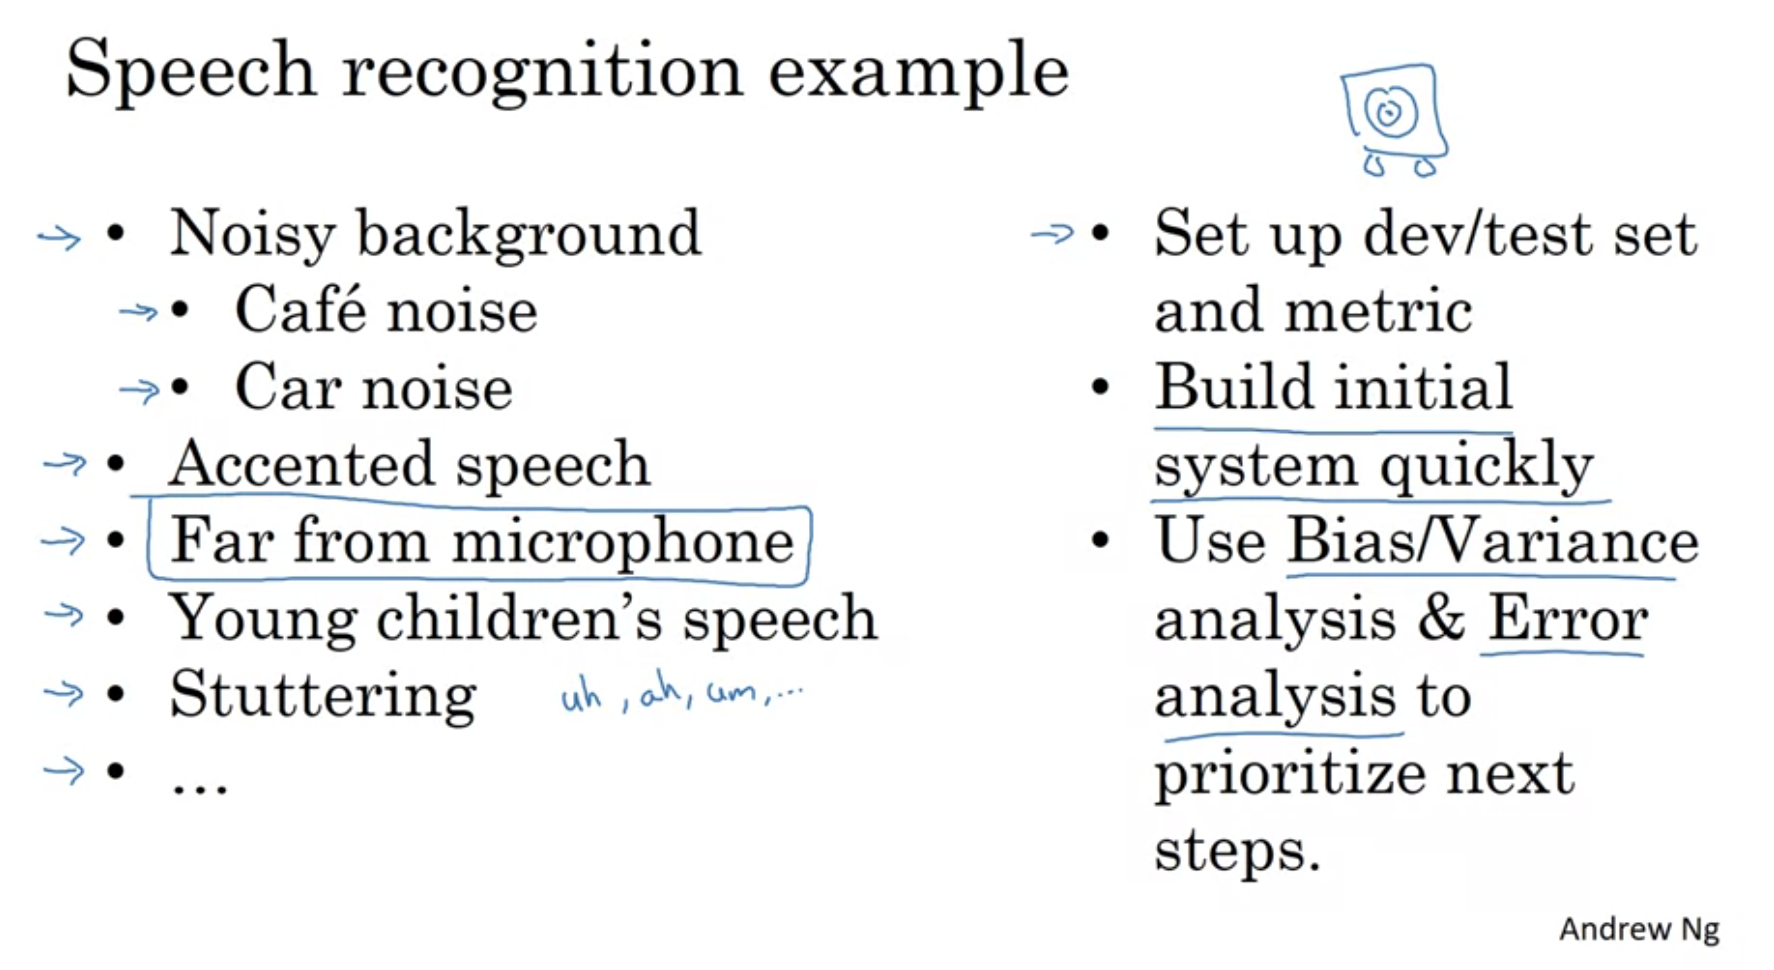 Speech recognition example
• Noisy background
• Café noise
• Car noise
• Accented speech
• Far from microphone
• Young children's speech
• Stuttering uh, ah, um,...
• ...
• Set up dev/test set
and metric
• Build initial
system quickly
• Use Bias/Variance
analysis & Error
analysis to
prioritize next
steps.
Andrew Ng